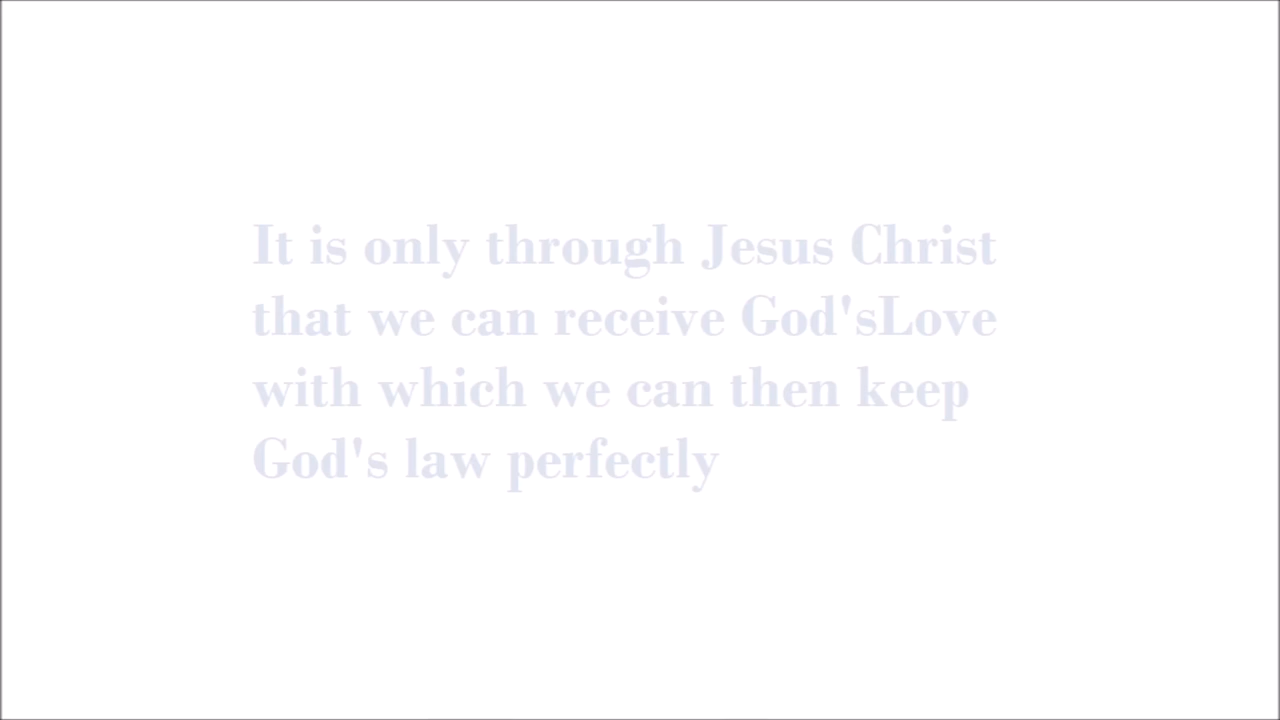 It is only through Jesus Christ
that we can receive God'sLove
with which we can then keep
God's law perfectly